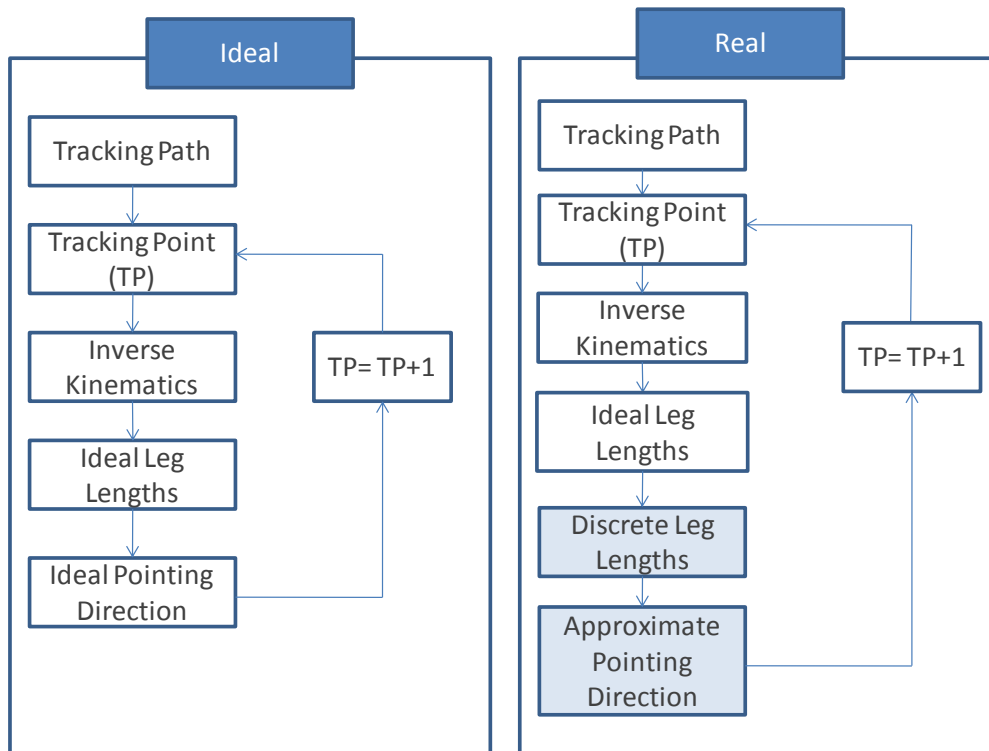 Ideal
Tracking Path
Tracking Point
(TP)
Inverse
Kinematics
TP= TP+1
Ideal Leg
Lengths
Ideal Pointing
Direction
Real
Tracking Path
Tracking Point
(TP)
Inverse
Kinematics
TP= TP+1
Ideal Leg
Lengths
Discrete Leg
Lengths
Approximate
Pointing
Direction